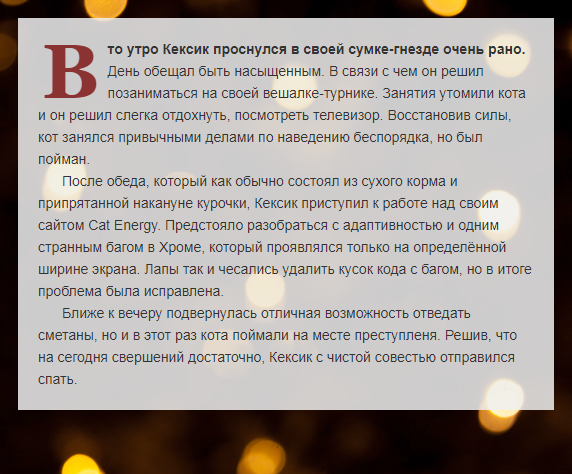 В то утро Кексик проснулся в своей сумке-гнезде очень рано.
День обещал быть насыщенным. В связи с чем он решил
позаниматься на своей вешалке-турнике. Занятия утомили кота
и он решил слегка отдохнуть, посмотреть телевизор. Восстановив силы,
кот занялся привычными делами по наведению беспорядка, но был
пойман.
После обеда, который как обычно состоял из сухого корма и
припрятанной накануне курочки, Кексик приступил к работе над своим
сайтом Cat Energy. Предстояло разобраться с адаптивностью и одним
странным багом в Хроме, который проявлялся только на определённой
ширине экрана. Лапы так и чесались удалить кусок кода с багом, но в итоге
проблема была исправлена.
Ближе к вечеру подвернулась отличная возможность отведать
сметаны, но и в этот раз кота поймали на месте преступленя. Решив, что
на сегодня свершений достаточно, Кексик с чистой совестью отправился
спать.